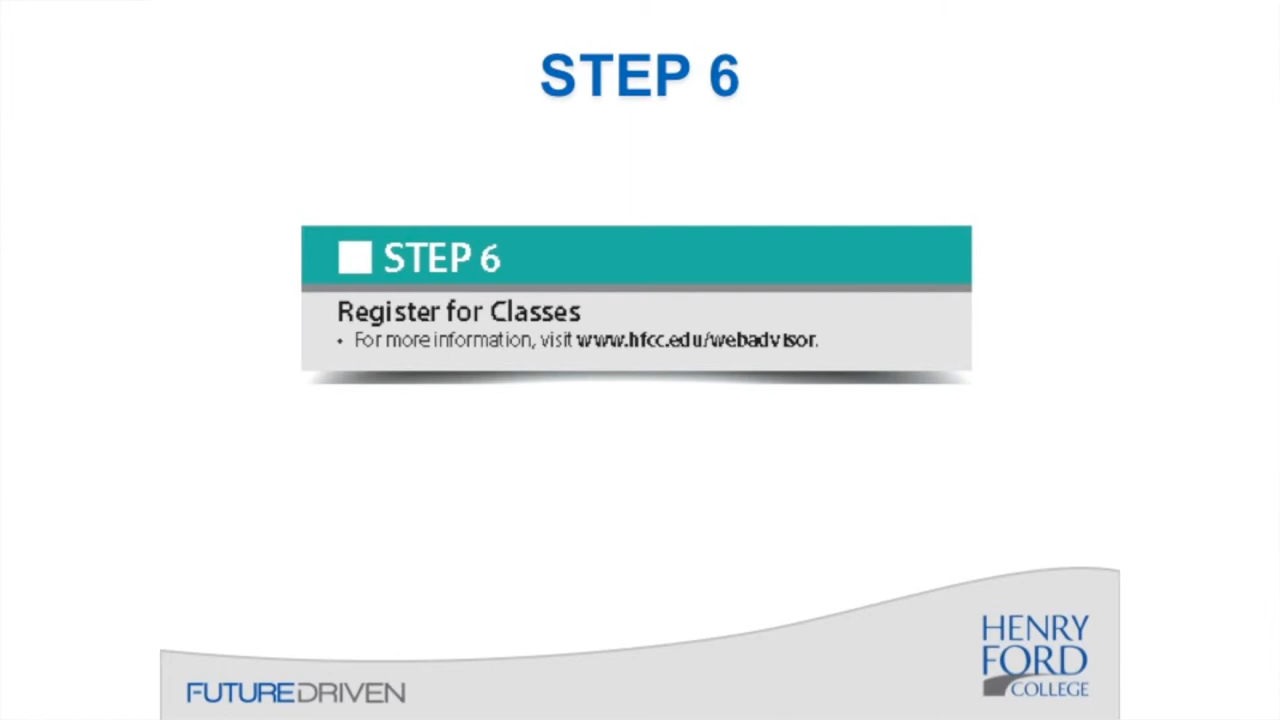 STEP 6
STEP 6
Register for Classes
• For more information, visit www.hfcc.edu/webadvisor.
FUTUREDRIVEN
HENRY
FORD
COLLEGE